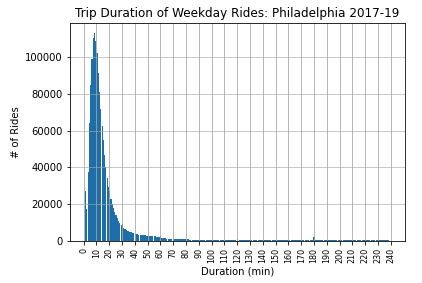 Trip Duration of Weekday Rides: Philadelphia 2017-19
100000
80000
60000
40000
20000
0
# of Rides
0 10 20 30 40 50 60 70 80 90 100 110 120 130 140 150 160 170 180 190 200 210 220 230 240
Duration (min)